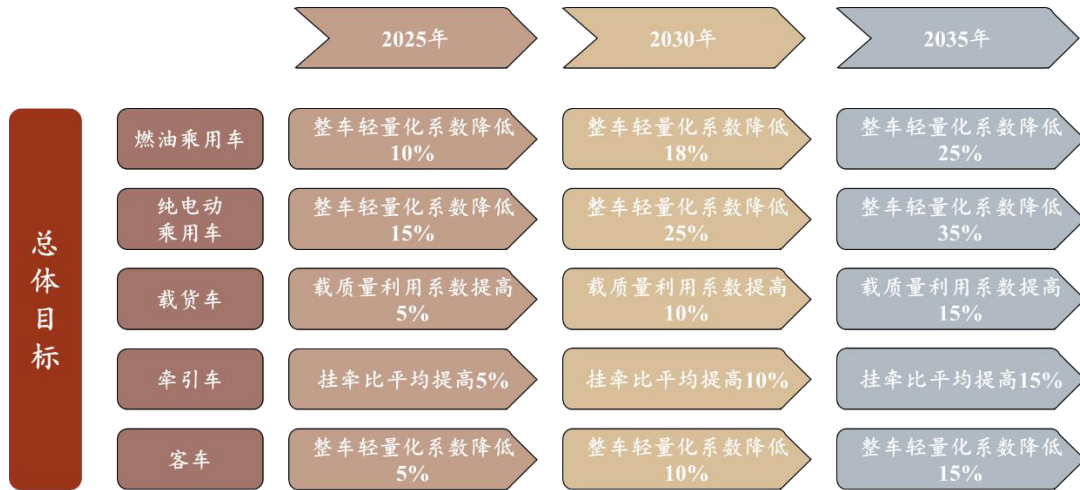 2025年
2030年
2035年
总体目标
燃油乘用车
整车轻量化系数降低
10%
整车轻量化系数降低
18%
整车轻量化系数降低
25%
纯电动
乘用车
整车轻量化系数降低
15%
整车轻量化系数降低
25%
整车轻量化系数降低
35%
载货车
载质量利用系数提高
5%
载质量利用系数提高
10%
载质量利用系数提高
15%
牵引车
挂牵比平均提高5%
挂牵比平均提高10%
挂牵比平均提高15%
客车
整车轻量化系数降低
5%
整车轻量化系数降低
10%
整车轻量化系数降低
15%